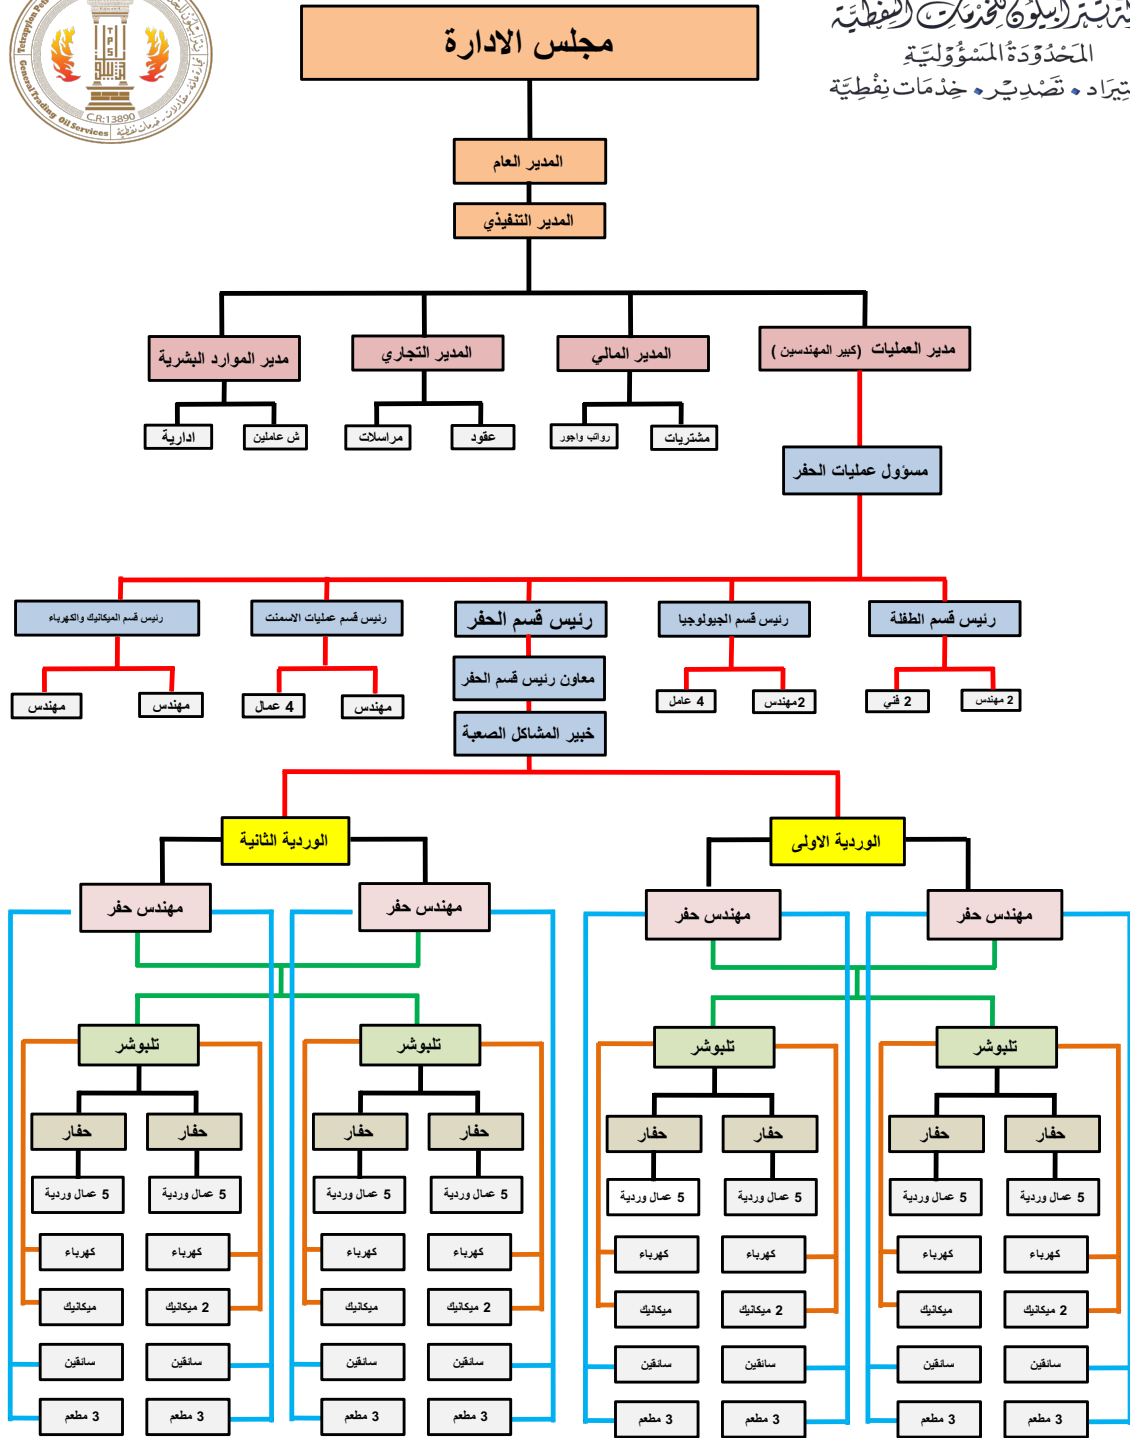 المَحْدُوْدَةُ المَسْؤُوْلِيَّةِ
تَصْدِيْر • خِدْمَات نِفْطِيَّة
General Trading Oil Services
T P S
C.R:13890
مجلس الادارة
المدير العام
المدير التنفيذي
مدير العمليات (كبير المهندسين )
المدير المالي
المدير التجاري
مدير الموارد البشرية
مشتريات
رواتب واجور
عقود
مراسلات
ش عاملين
ادارية
مسؤول عمليات الحفر
رئيس قسم الطفلة
رئيس قسم الجيولوجيا
رئيس قسم الحفر
رئيس قسم عمليات الاسمنت
رئيس قسم الميكانيك والكهرباء
2 مهندس
2 فني
2مهندس
4 عامل
معاون رئيس قسم الحفر
مهندس
4 عمال
مهندس
مهندس
خبير المشاكل الصعبة
الوردية الاولى
الوردية الثانية
مهندس حفر
مهندس حفر
مهندس حفر
مهندس حفر
تلبوشر
تلبوشر
تلبوشر
تلبوشر
حفار
حفار
حفار
حفار
حفار
حفار
حفار
حفار
5 عمال وردية
5 عمال وردية
5 عمال وردية
5 عمال وردية
5 عمال وردية
5 عمال وردية
5 عمال وردية
5 عمال وردية
كهرباء
كهرباء
كهرباء
كهرباء
كهرباء
كهرباء
كهرباء
كهرباء
2 ميكانيك
ميكانيك
2 ميكانيك
ميكانيك
2 ميكانيك
ميكانيك
2 ميكانيك
ميكانيك
سائقين
سائقين
سائقين
سائقين
سائقين
سائقين
سائقين
سائقين
3 مطعم
3 مطعم
3 مطعم
3 مطعم
3 مطعم
3 مطعم
3 مطعم
3 مطعم